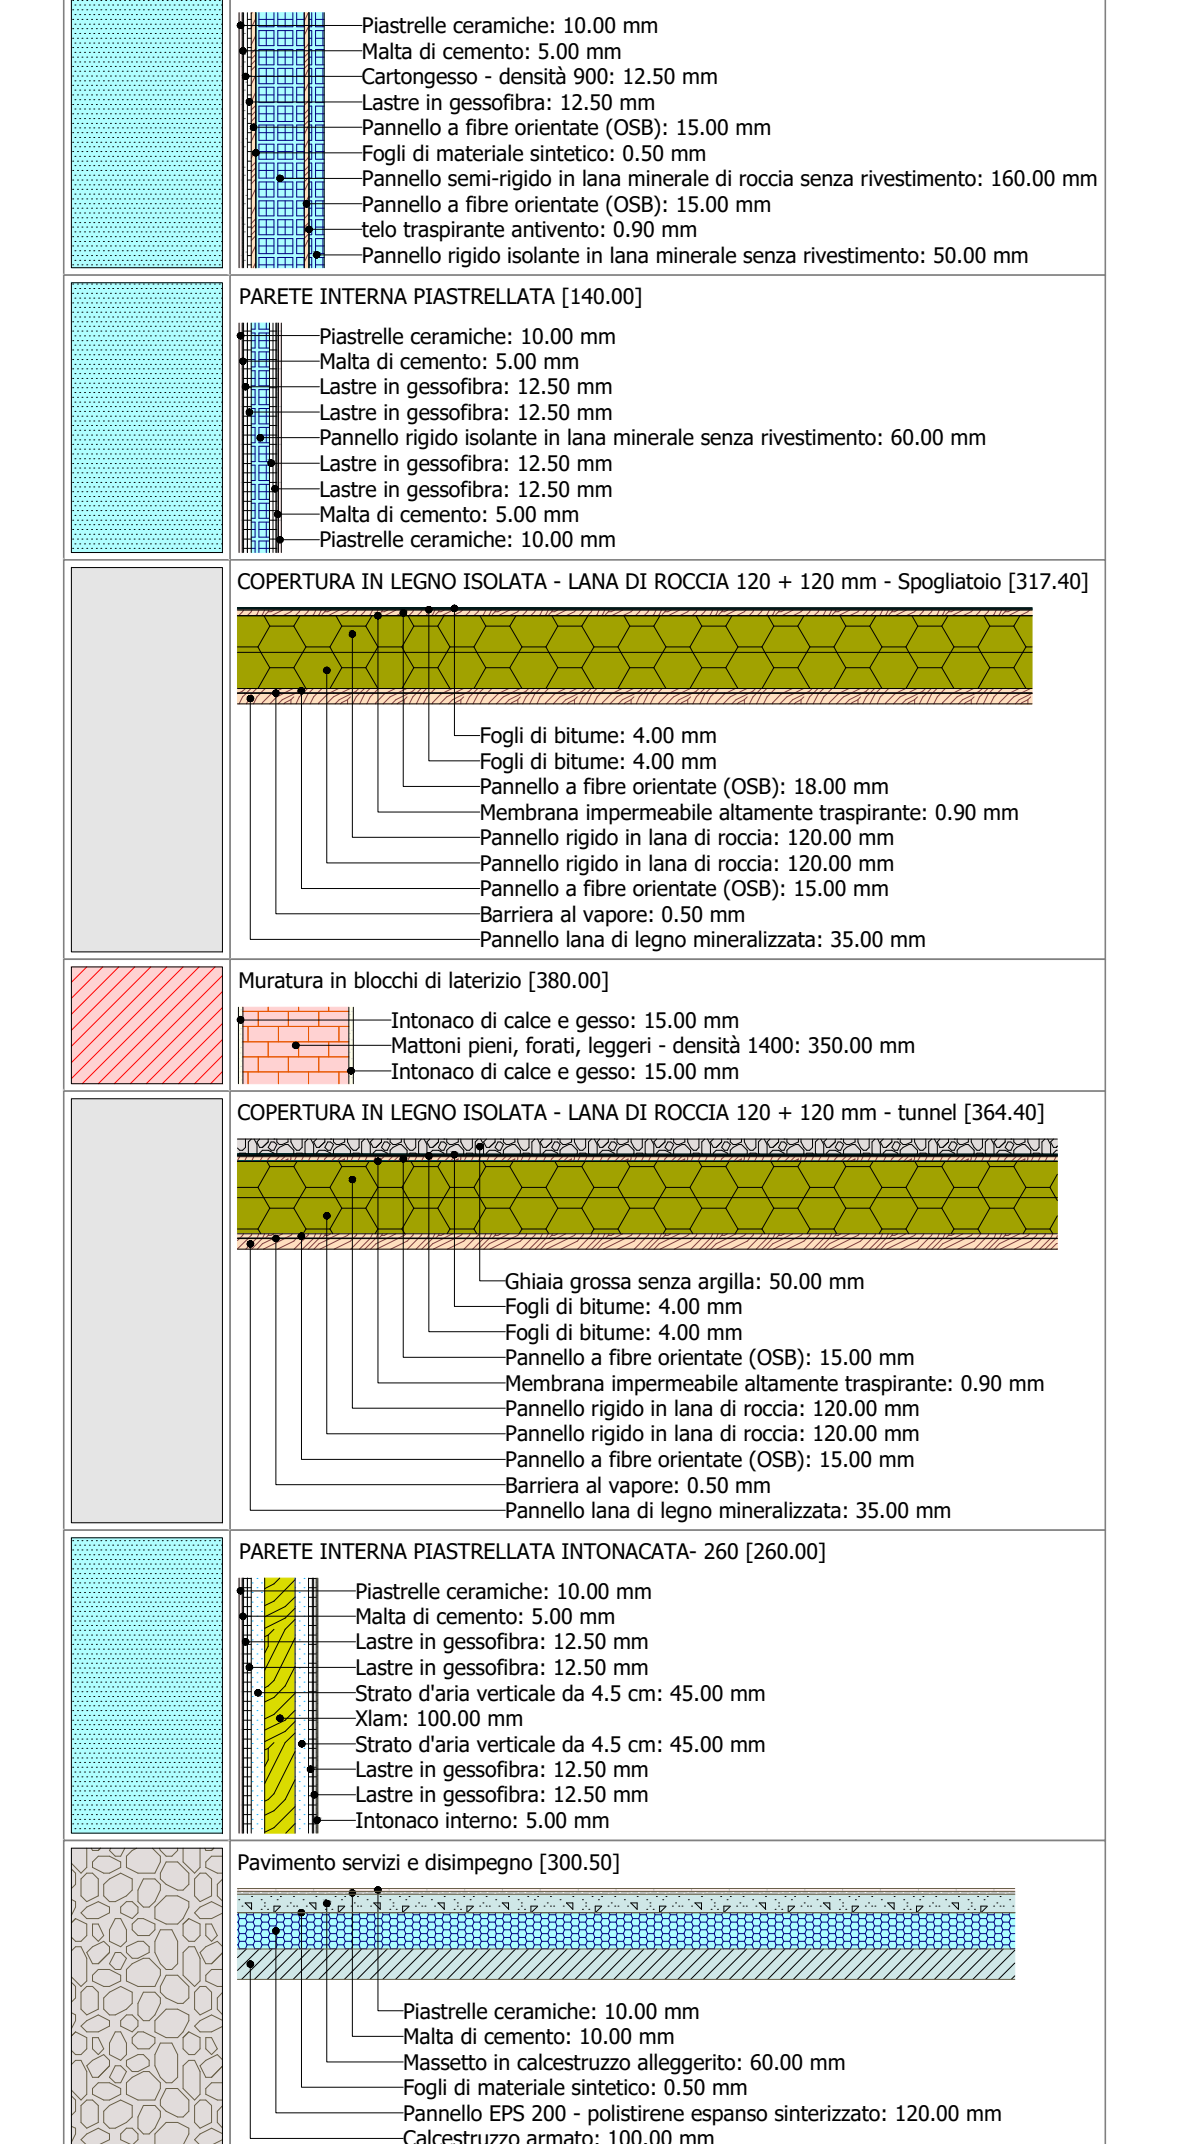 Piastrelle ceramiche: 10.00 mm
Malta di cemento: 5.00 mm
Cartongesso - densità 900: 12.50 mm
Lastre in gessofibra: 12.50 mm
Pannello a fibre orientate (OSB): 15.00 mm
Fogli di materiale sintetico: 0.50 mm
Pannello semi-rigido in lana minerale di roccia senza rivestimento: 160.00 mm
Pannello a fibre orientate (OSB): 15.00 mm
telo traspirante antivento: 0.90 mm
Pannello rigido isolante in lana minerale senza rivestimento: 50.00 mm
PARETE INTERNA PIASTRELLATA [140.00]
Piastrelle ceramiche: 10.00 mm
Malta di cemento: 5.00 mm
Lastre in gessofibra: 12.50 mm
Lastre in gessofibra: 12.50 mm
Pannello rigido isolante in lana minerale senza rivestimento: 60.00 mm
Lastre in gessofibra: 12.50 mm
Lastre in gessofibra: 12.50 mm
Malta di cemento: 5.00 mm
Piastrelle ceramiche: 10.00 mm
COPERTURA IN LEGNO ISOLATA - LANA DI ROCCIA 120 + 120 mm - Spogliatoio [317.40]
Fogli di bitume: 4.00 mm
Fogli di bitume: 4.00 mm
Pannello a fibre orientate (OSB): 18.00 mm
Membrana impermeabile altamente traspirante: 0.90 mm
Pannello rigido in lana di roccia: 120.00 mm
Pannello rigido in lana di roccia: 120.00 mm
Pannello a fibre orientate (OSB): 15.00 mm
Barriera al vapore: 0.50 mm
Pannello lana di legno mineralizzata: 35.00 mm
Muratura in blocchi di laterizio [380.00]
Intonaco di calce e gesso: 15.00 mm
Mattoni pieni, forati, leggeri - densità 1400: 350.00 mm
Intonaco di calce e gesso: 15.00 mm
COPERTURA IN LEGNO ISOLATA - LANA DI ROCCIA 120 + 120 mm - tunnel [364.40]
Ghiaia grossa senza argilla: 50.00 mm
Fogli di bitume: 4.00 mm
Fogli di bitume: 4.00 mm
Pannello a fibre orientate (OSB): 15.00 mm
Membrana impermeabile altamente traspirante: 0.90 mm
Pannello rigido in lana di roccia: 120.00 mm
Pannello rigido in lana di roccia: 120.00 mm
Pannello a fibre orientate (OSB): 15.00 mm
Barriera al vapore: 0.50 mm
Pannello lana di legno mineralizzata: 35.00 mm
PARETE INTERNA PIASTRELLATA INTONACATA- 260 [260.00]
Piastrelle ceramiche: 10.00 mm
Malta di cemento: 5.00 mm
Lastre in gessofibra: 12.50 mm
Lastre in gessofibra: 12.50 mm
Strato d'aria verticale da 4.5 cm: 45.00 mm
Xlam: 100.00 mm
Strato d'aria verticale da 4.5 cm: 45.00 mm
Lastre in gessofibra: 12.50 mm
Lastre in gessofibra: 12.50 mm
Intonaco interno: 5.00 mm
Pavimento servizi e disimpegno [300.50]
Piastrelle ceramiche: 10.00 mm
Malta di cemento: 10.00 mm
Massetto in calcestruzzo alleggerito: 60.00 mm
Fogli di materiale sintetico: 0.50 mm
Pannello EPS 200 - polistirene espanso sinterizzato: 120.00 mm
Calcestruzzo armato: 100.00 mm